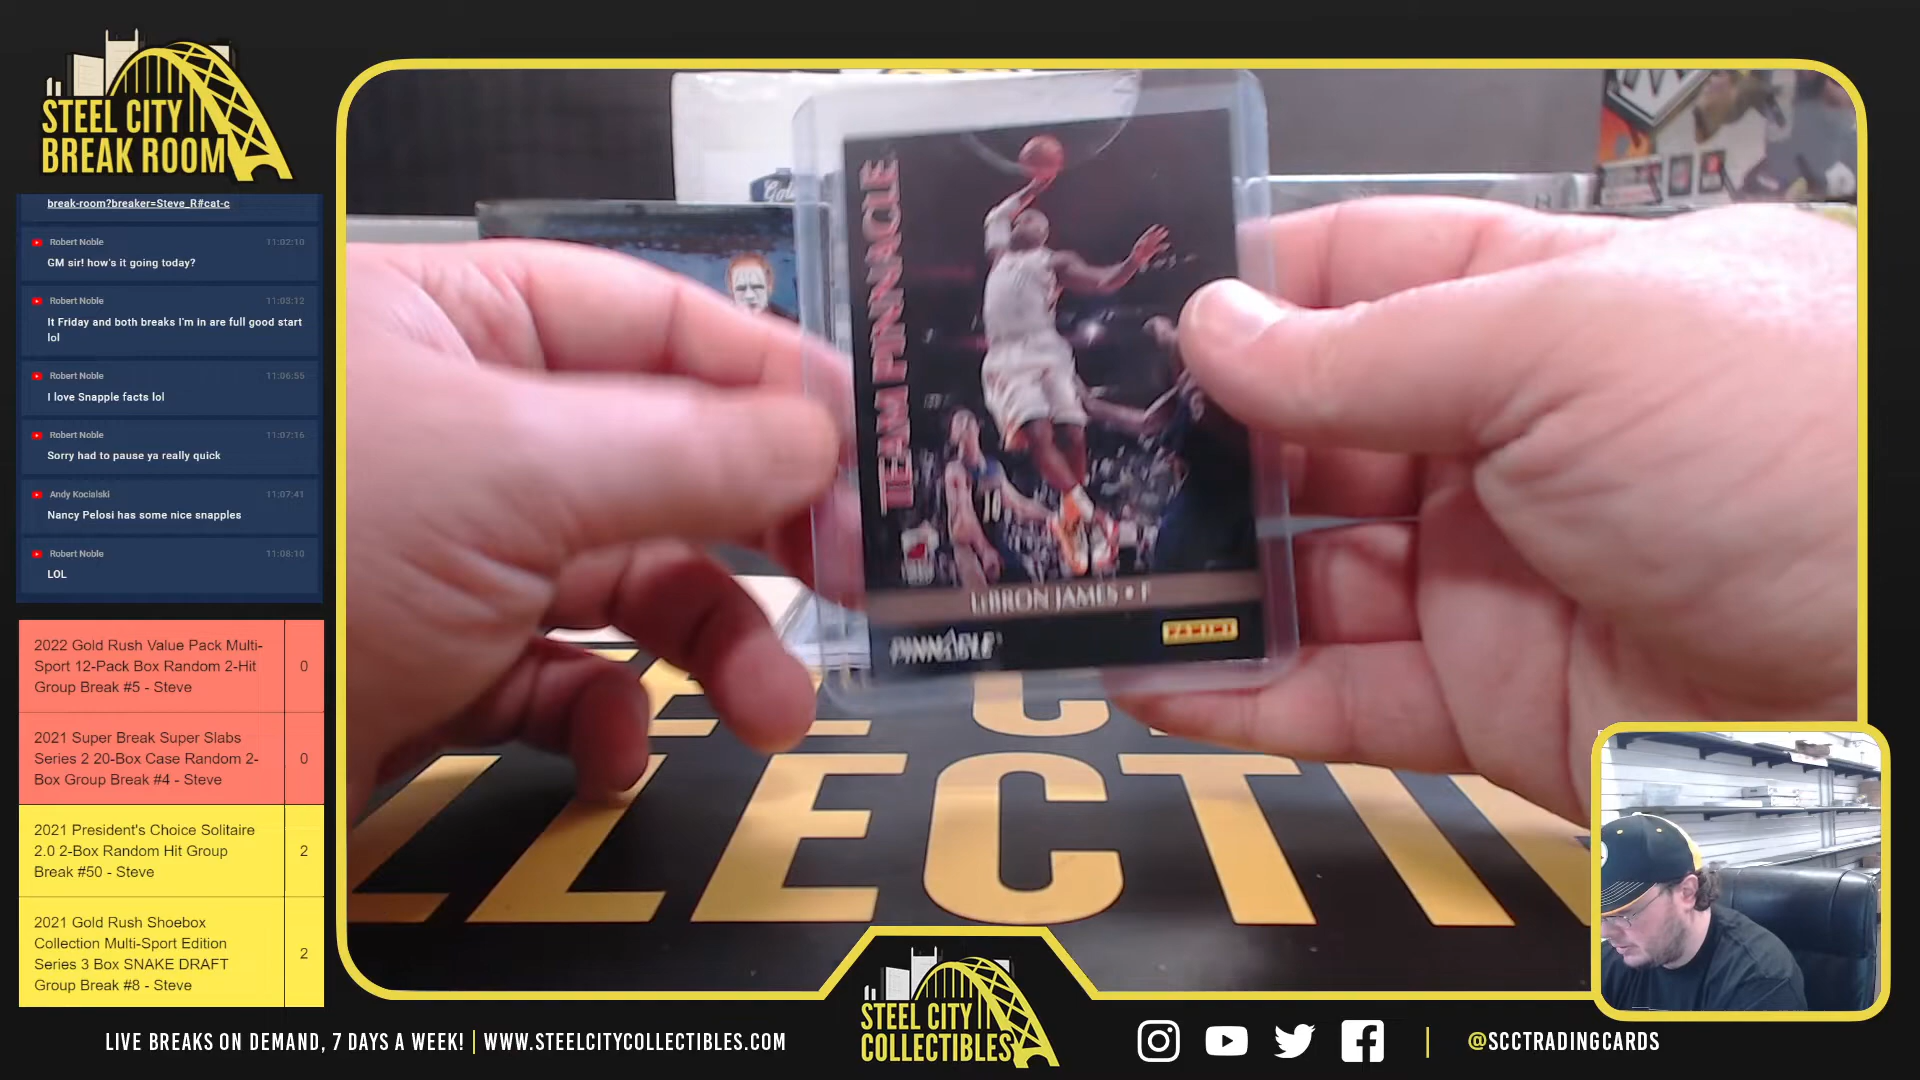 STEEL CITY
BREAK ROOM
break-room?breaker=Steve_R#cat-c
Robert Noble 11:02:10
GM sir! how's it going today?
Robert Noble 11:03:12
It Friday and both breaks I'm in are full good start
lol
Robert Noble 11:06:55
I love Snapple facts lol
Robert Noble 11:07:16
Sorry had to pause ya really quick
Andy Kocialski 11:07:41
Nancy Pelosi has some nice snapples
Robert Noble 11:08:10
LOL
2022 Gold Rush Value Pack Multi-
Sport 12-Pack Box Random 2-Hit 0
Group Break #5 - Steve
2021 Super Break Super Slabs
Series 2 20-Box Case Random 2- 0
Box Group Break #4 - Steve
2021 President's Choice Solitaire
2.0 2-Box Random Hit Group 2
Break #50 - Steve
2021 Gold Rush Shoebox
Collection Multi-Sport Edition 2
Series 3 Box SNAKE DRAFT
Group Break #8 - Steve
TEAM PINNACLE
10
LEBRON JAMES • F
PINNACLE
PANINI
LLECTI
STEEL CITY
COLLECTIBLES
LIVE BREAKS ON DEMAND, 7 DAYS A WEEK! | WWW.STEELCITYCOLLECTIBLES.COM
@SCCTRADINGCARDS